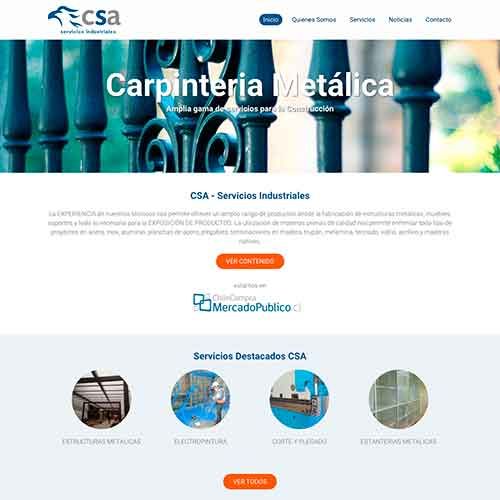 csa
servicios industriales
Inicio Quienes Somos Servicios Noticias Contacto
Carpinteria Metálica
Amplia gama de servicios para la Construcción
CSA - Servicios Industriales
La EXPERIENCIA de nuestros técnicos nos permite ofrecer un amplio rango de productos desde la fabricación de estructuras metálicas, muebles,
soportes y todo lo necesario para la EXPOSICIÓN DE PRODUCTOS. La utilización de materias primas de calidad nos permite enfrentar todo tipo de
proyectos en acero, inox, aluminio, planchas de acero, plegables, terminaciones en madera, trupán, melamina, terciado, vidrio, acrílico y maderas
nativas.
VER CONTENIDO
estamos en
ChileCompra
MercadoPublico.cl
Servicios Destacados CSA
ESTRUCTURAS METALICAS ELECTROPINTURA CORTE Y PLEGADO ESTANTERIAS METALICAS
VER TODOS